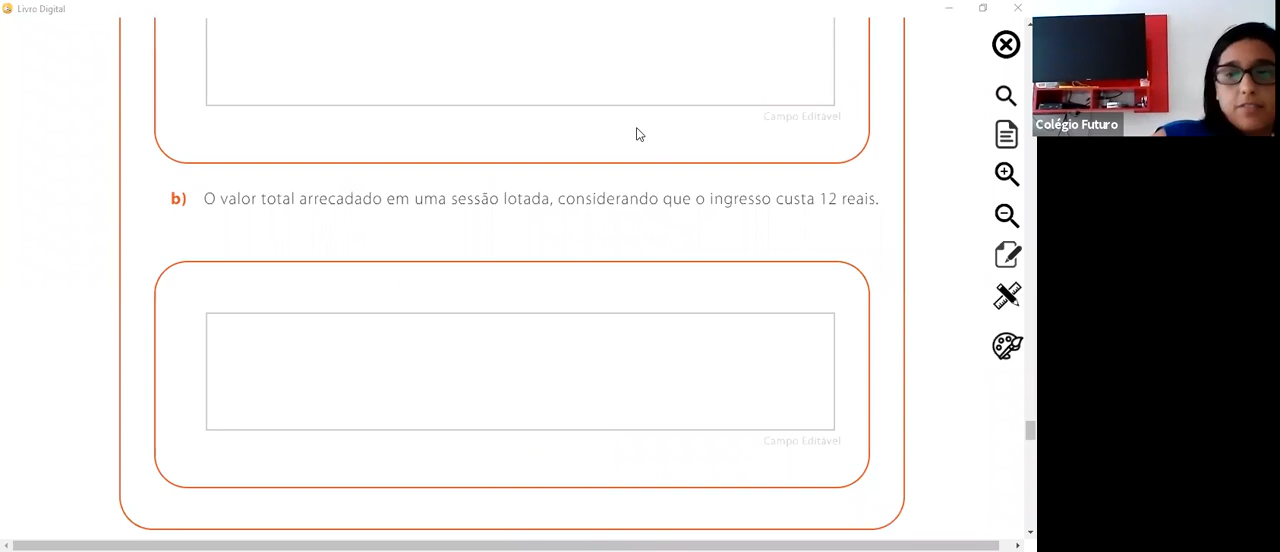 Livro Digital
Colégio Futuro
Campo Editável
b) O valor total arrecadado em uma sessão lotada, considerando que o ingresso custa 12 reais.
Campo Editável